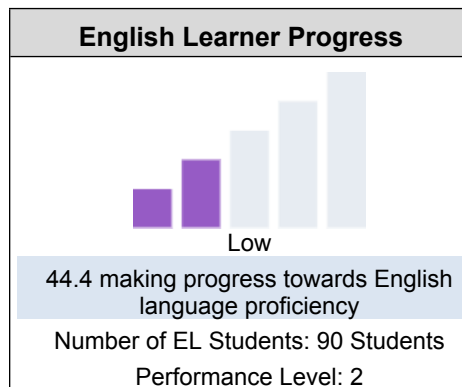 English Learner Progress
Low
44.4 making progress towards English
language proficiency
Number of EL Students: 90 Students
Performance Level: 2